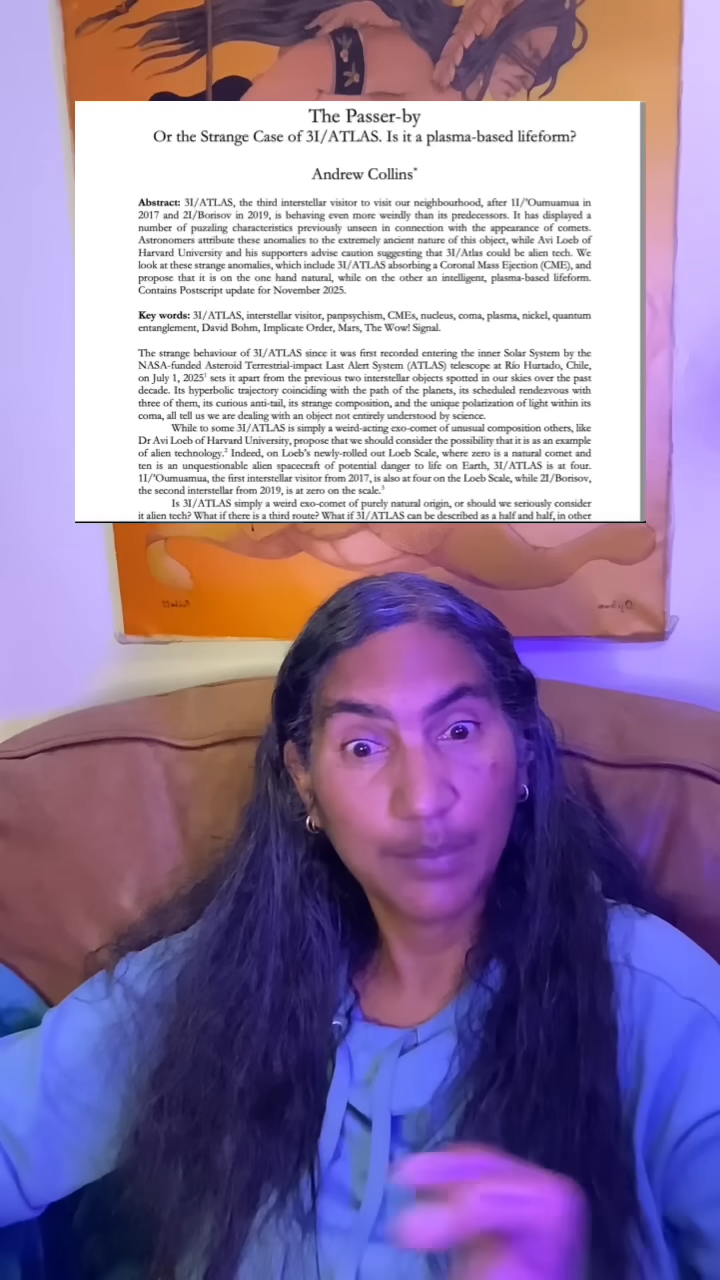 The Passer-by
Or the Strange Case of 3I/ATLAS. Is it a plasma-based lifeform?
Andrew Collins*
Abstract: 3I/ATLAS, the third interstellar visitor to visit our neighbourhood, after 1I/'Oumuamua in
2017 and 2I/Borisov in 2019, is behaving even more weirdly than its predecessors. It has displayed a
number of puzzling characteristics previously unseen in connection with the appearance of comets.
Astronomers attribute these anomalies to the extremely ancient nature of this object, while Avi Loeb of
Harvard University and his supporters advise caution suggesting that 3I/Atlas could be alien tech. We
look at these strange anomalies, which include 3I/ATLAS absorbing a Coronal Mass Ejection (CME), and
propose that it is on the one hand natural, while on the other an intelligent, plasma-based lifeform.
Contains Postscript update for November 2025.
Key words: 3I/ATLAS, interstellar visitor, panpsychism, CMEs, nucleus, coma, plasma, nickel, quantum
entanglement, David Bohm, Implicate Order, Mars, The Wow! Signal.
The strange behaviour of 3I/ATLAS since it was first recorded entering the inner Solar System by the
NASA-funded Asteroid Terrestrial-impact Last Alert System (ATLAS) telescope at Río Hurtado, Chile,
on July 1, 2025¹ sets it apart from the previous two interstellar objects spotted in our skies over the past
decade. Its hyperbolic trajectory coinciding with the path of the planets, its scheduled rendezvous with
three of them, its curious anti-tail, its strange composition, and the unique polarization of light within its
coma, all tell us we are dealing with an object not entirely understood by science.
While to some 3I/ATLAS is simply a weird-acting exo-comet of unusual composition others, like
Dr Avi Loeb of Harvard University, propose that we should consider the possibility that it is as an example
of alien technology.² Indeed, on Loeb's newly-rolled out Loeb Scale, where zero is a natural comet and
ten is an unquestionable alien spacecraft of potential danger to life on Earth, 3I/ATLAS is at four.
1I/'Oumuamua, the first interstellar visitor from 2017, is also at four on the Loeb Scale, while 2I/Borisov,
the second interstellar from 2019, is at zero on the scale.³
Is 3I/ATLAS simply a weird exo-comet of purely natural origin, or should we seriously consider
it alien tech? What if there is a third route? What if 3I/ATLAS can be described as a half and half, in other